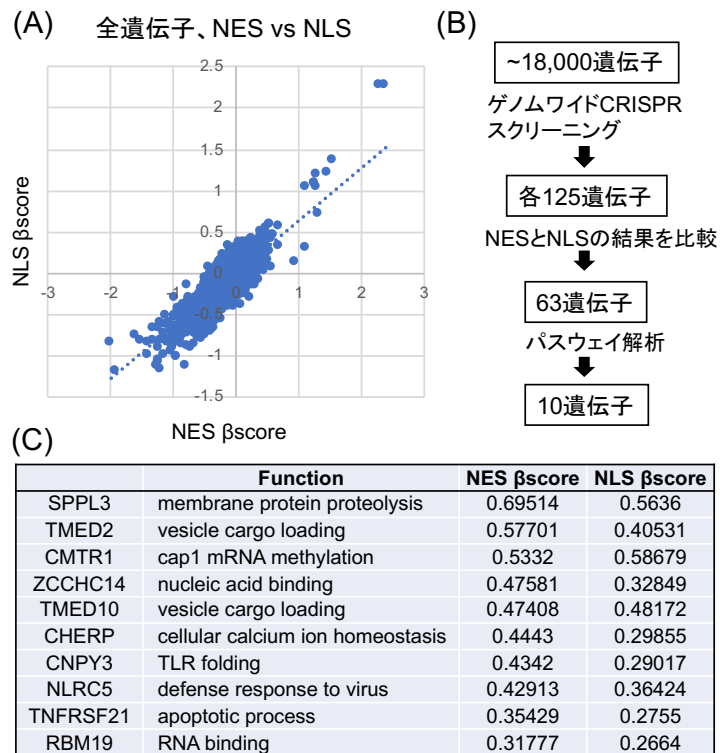 (A)
全遺伝子、NES vs NLS
2.5
2
1.5
1
0.5
0
-3 -2 -1 0 1 2 3
-0.5
-1
-1.5
NLS βscore
NES βscore
(B)
~18,000遺伝子
ゲノムワイドCRISPR
スクリーニング
各125遺伝子
NESとNLSの結果を比較
63遺伝子
パスウェイ解析
10遺伝子
(C)
Function NES βscore NLS βscore
SPPL3 membrane protein proteolysis 0.69514 0.5636
TMED2 vesicle cargo loading 0.57701 0.40531
CMTR1 cap1 mRNA methylation 0.5332 0.58679
ZCCHC14 nucleic acid binding 0.47581 0.32849
TMED10 vesicle cargo loading 0.47408 0.48172
CHERP cellular calcium ion homeostasis 0.4443 0.29855
CNPY3 TLR folding 0.4342 0.29017
NLRC5 defense response to virus 0.42913 0.36424
TNFRSF21 apoptotic process 0.35429 0.2755
RBM19 RNA binding 0.31777 0.2664